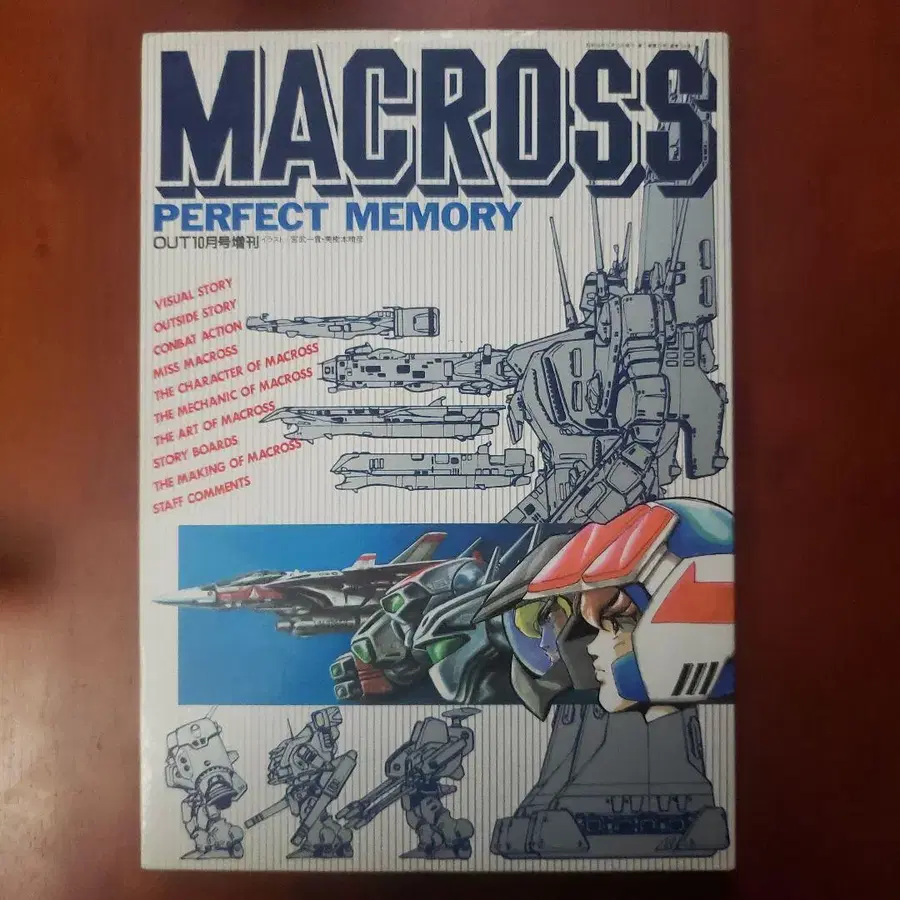 MACROSS
PERFECT MEMORY
OUT10月号増刊 イラスト/宮武一貴・美樹本晴彦
VISUAL STORY
OUTSIDE STORY
COMBAT ACTION
MISS MACROSS
THE CHARACTER OF MACROSS
THE MECHANIC OF MACROSS
THE ART OF MACROSS
STORY BOARDS
THE MAKING OF MACROSS
STAFF COMMENTS